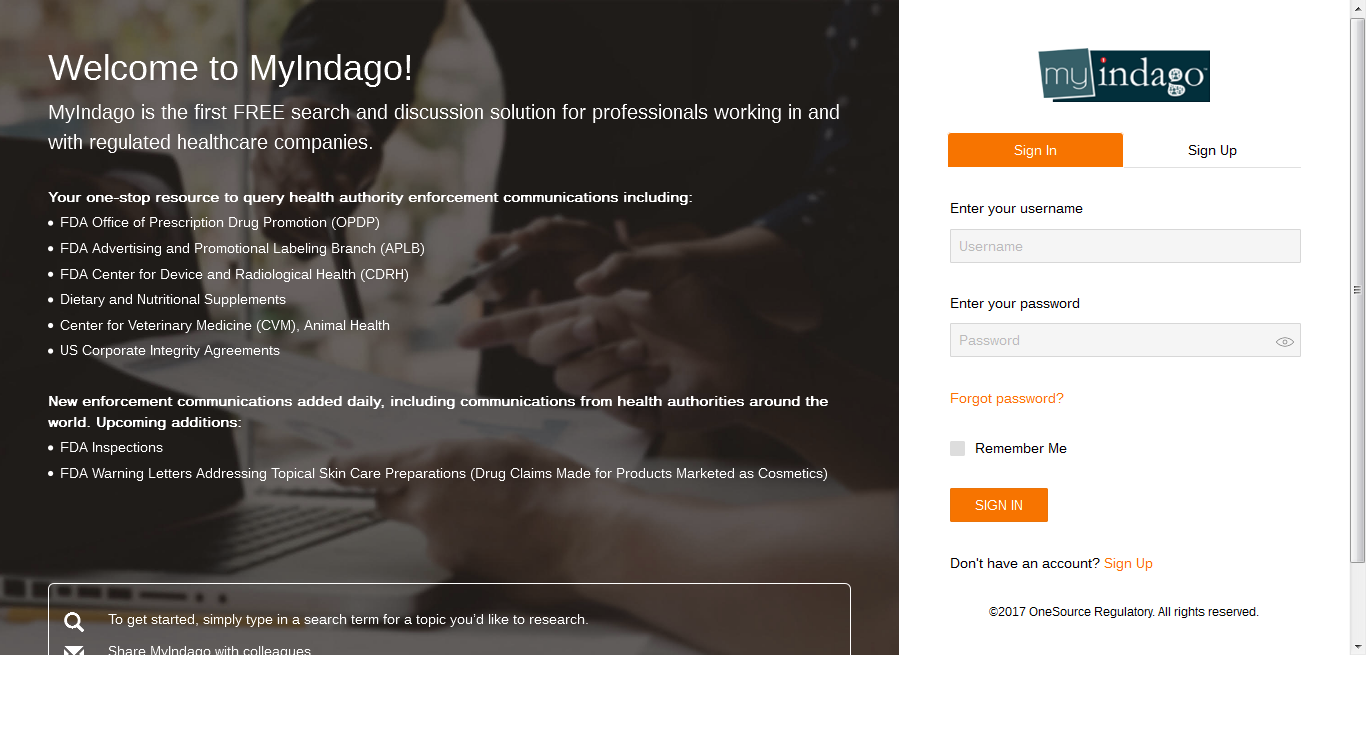 Welcome to MyIndago!
MyIndago is the first FREE search and discussion solution for professionals working in and
with regulated healthcare companies.
Your one-stop resource to query health authority enforcement communications including:
FDA Office of Prescription Drug Promotion (OPDP)
FDA Advertising and Promotional Labeling Branch (APLB)
FDA Center for Device and Radiological Health (CDRH)
Dietary and Nutritional Supplements
Center for Veterinary Medicine (CVM), Animal Health
US Corporate Integrity Agreements
New enforcement communications added daily, including communications from health authorities around the
world. Upcoming additions:
FDA Inspections
FDA Warning Letters Addressing Topical Skin Care Preparations (Drug Claims Made for Products Marketed as Cosmetics)
To get started, simply type in a search term for a topic you’d like to research.
Share MyIndago with colleagues
my indago
Sign In Sign Up
Enter your username
Username
Enter your password
Password
Forgot password?
Remember Me
SIGN IN
Don't have an account? Sign Up
©2017 OneSource Regulatory. All rights reserved.